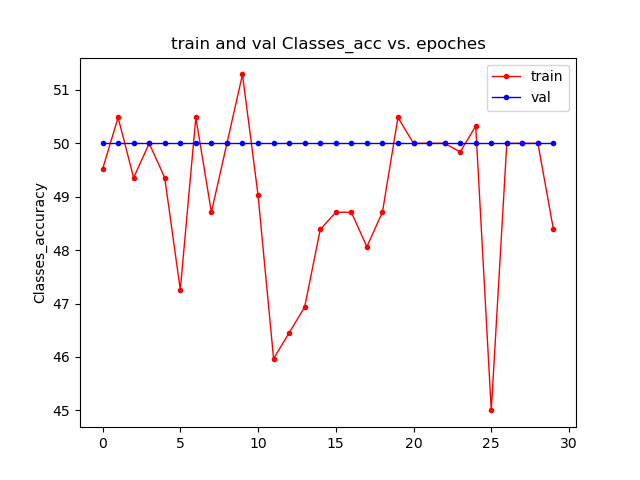 train and val Classes_acc vs. epoches
Classes_accuracy
51
50
49
48
47
46
45
0 5 10 15 20 25 30
train
val